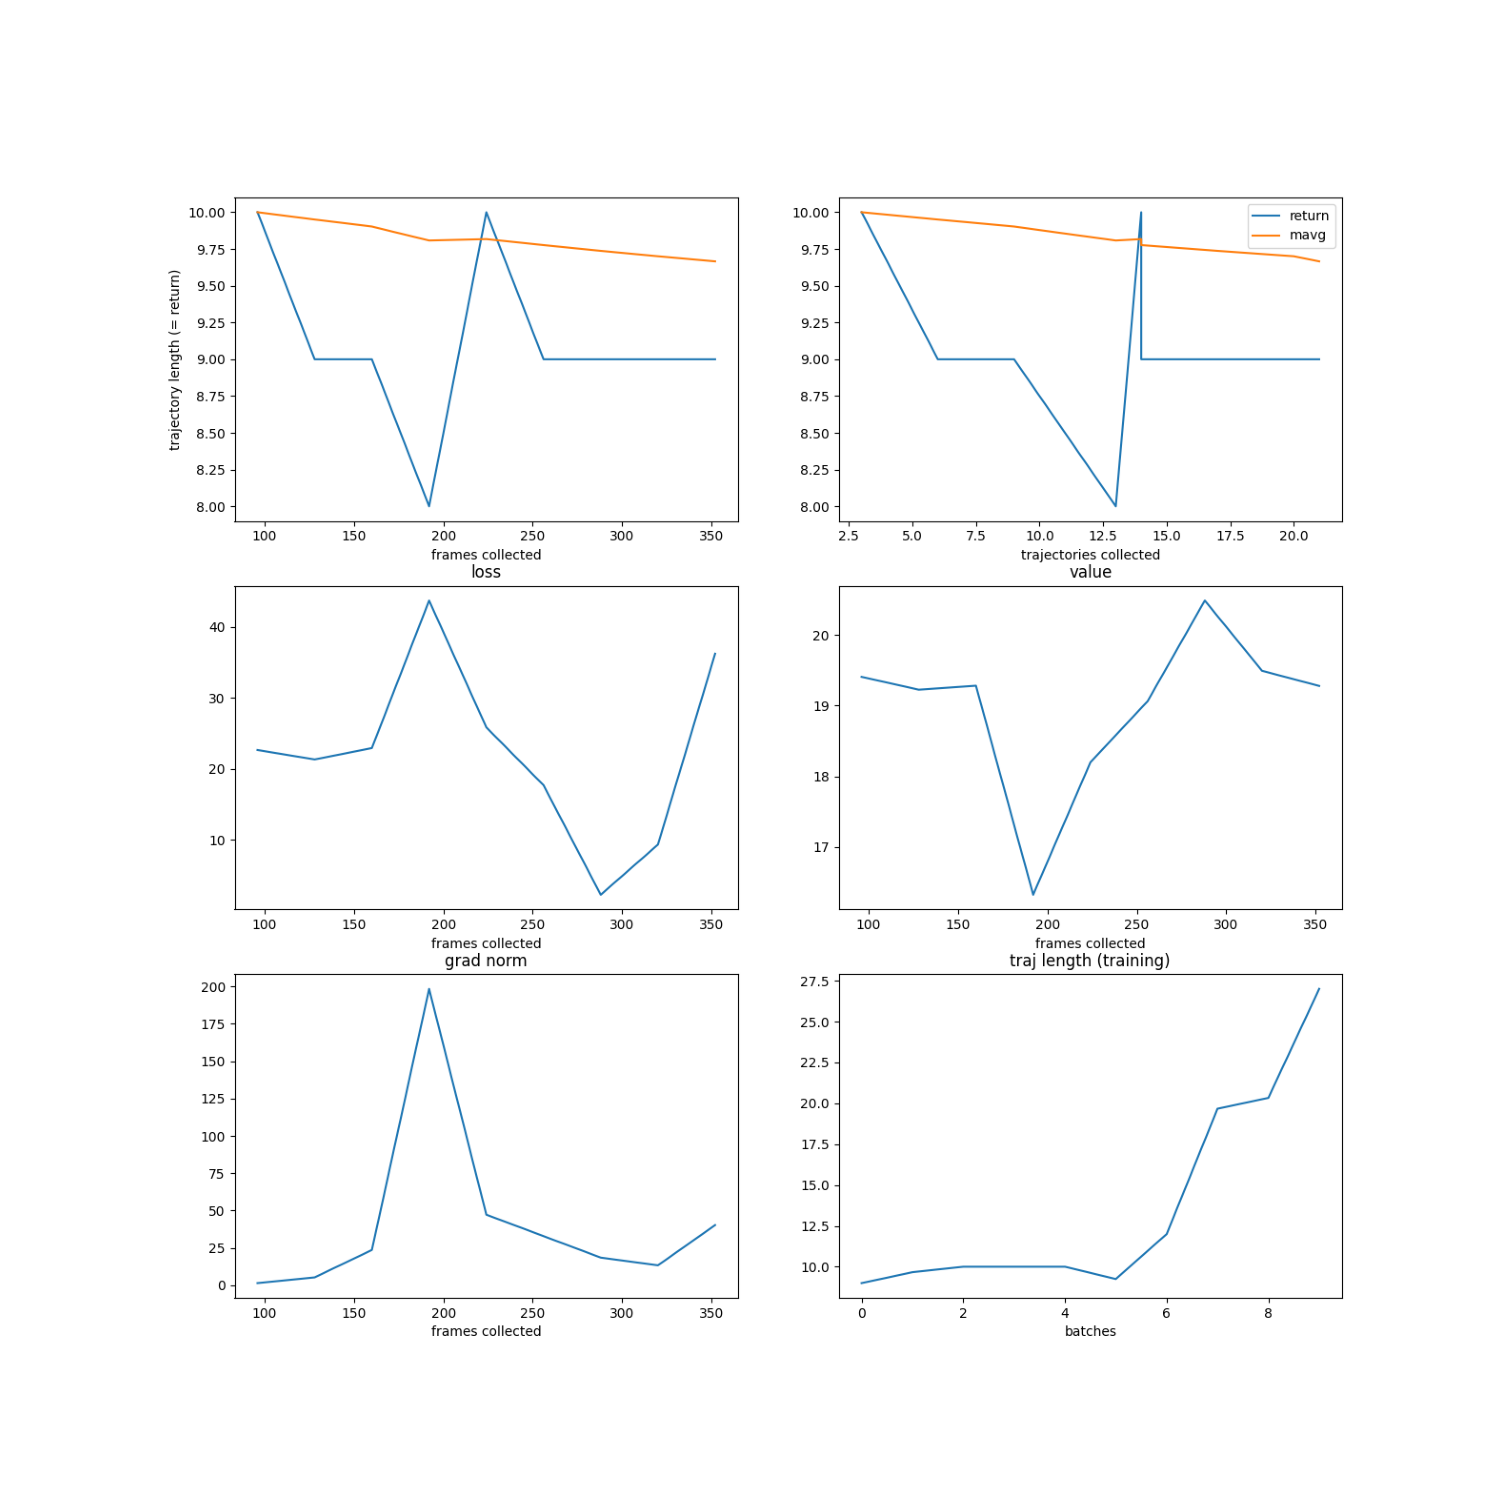 10.00
9.75
9.50
9.25
9.00
8.75
8.50
8.25
8.00
trajectory length (= return)
100 150 200 250 300 350
frames collected
10.00
9.75
9.50
9.25
9.00
8.75
8.50
8.25
8.00
return
mavg
2.5 5.0 7.5 10.0 12.5 15.0 17.5 20.0
trajectories collected
loss
40
30
20
10
100 150 200 250 300 350
frames collected
value
20
19
18
17
100 150 200 250 300 350
frames collected
grad norm
200
175
150
125
100
75
50
25
0
100 150 200 250 300 350
frames collected
traj length (training)
27.5
25.0
22.5
20.0
17.5
15.0
12.5
10.0
0 2 4 6 8
batches